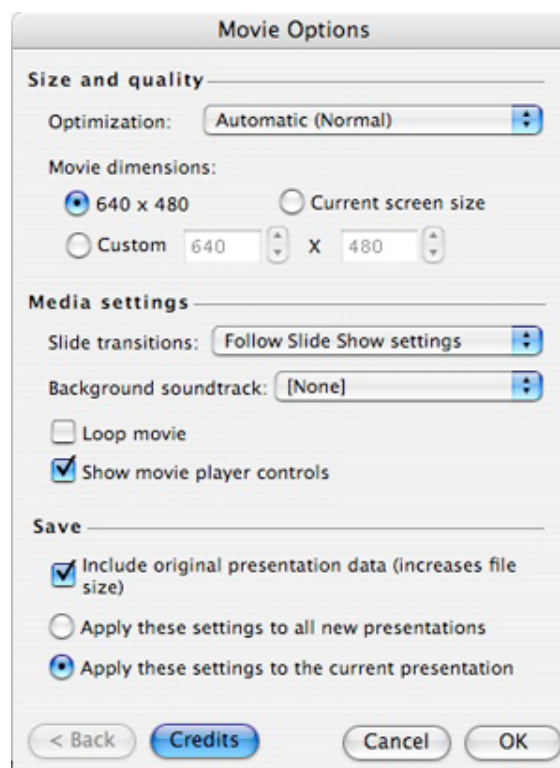 Movie Options
Size and quality
Optimization: Automatic (Normal)
Movie dimensions:
640 x 480 Current screen size
Custom 640 X 480
Media settings
Slide transitions: Follow Slide Show settings
Background soundtrack: [None]
Loop movie
Show movie player controls
Save
Include original presentation data (increases file
size)
Apply these settings to all new presentations
Apply these settings to the current presentation
< Back Credits Cancel OK